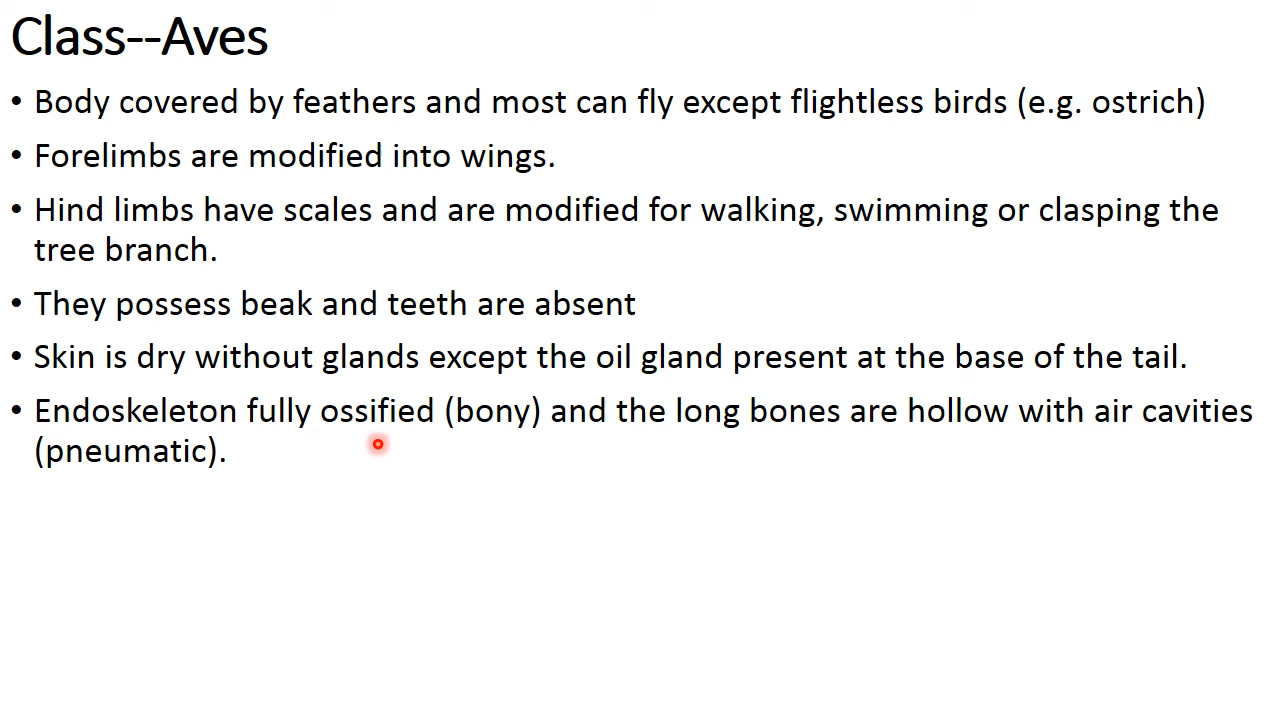 Class--Aves
• Body covered by feathers and most can fly except flightless birds (e.g. ostrich)
• Forelimbs are modified into wings.
• Hind limbs have scales and are modified for walking, swimming or clasping the
tree branch.
• They possess beak and teeth are absent
• Skin is dry without glands except the oil gland present at the base of the tail.
• Endoskeleton fully ossified (bony) and the long bones are hollow with air cavities
(pneumatic).